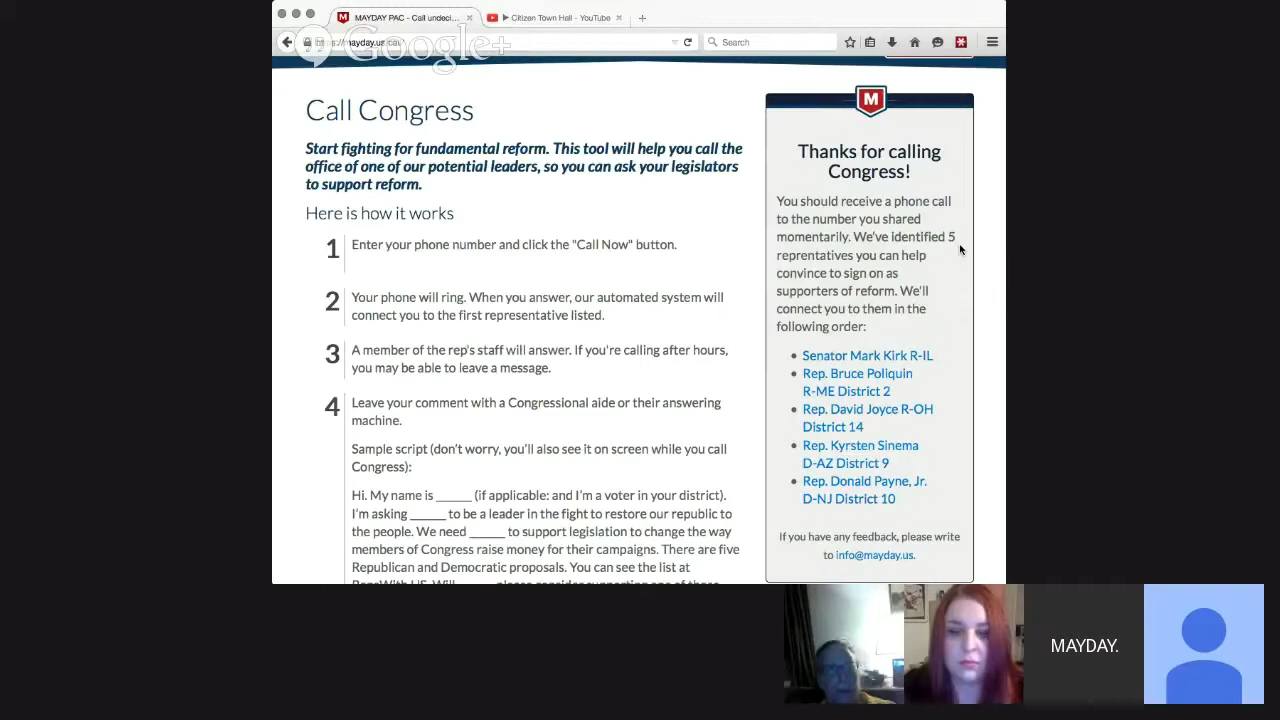 MAYDAY PAC - Call undeci...
Citizen Town Hall - YouTube
https://mayday.us
Search
Google+
Call Congress
Start fighting for fundamental reform. This tool will help you call the
office of one of our potential leaders, so you can ask your legislators
to support reform.
Here is how it works
1 Enter your phone number and click the "Call Now" button.
2 Your phone will ring. When you answer, our automated system will
connect you to the first representative listed.
3 A member of the rep's staff will answer. If you're calling after hours,
you may be able to leave a message.
4 Leave your comment with a Congressional aide or their answering
machine.
Sample script (don't worry, you'll also see it on screen while you call
Congress):
Hi. My name is ______ (if applicable: and I'm a voter in your district).
I'm asking ______ to be a leader in the fight to restore our republic to
the people. We need ______ to support legislation to change the way
members of Congress raise money for their campaigns. There are five
Republican and Democratic proposals. You can see the list at
M
Thanks for calling
Congress!
You should receive a phone call
to the number you shared
momentarily. We've identified 5
reprentatives you can help
convince to sign on as
supporters of reform. We'll
connect you to them in the
following order:
Senator Mark Kirk R-IL
Rep. Bruce Poliquin
R-ME District 2
Rep. David Joyce R-OH
District 14
Rep. Kyrsten Sinema
D-AZ District 9
Rep. Donald Payne, Jr.
D-NJ District 10
If you have any feedback, please write
to info@mayday.us.
MAYDAY.